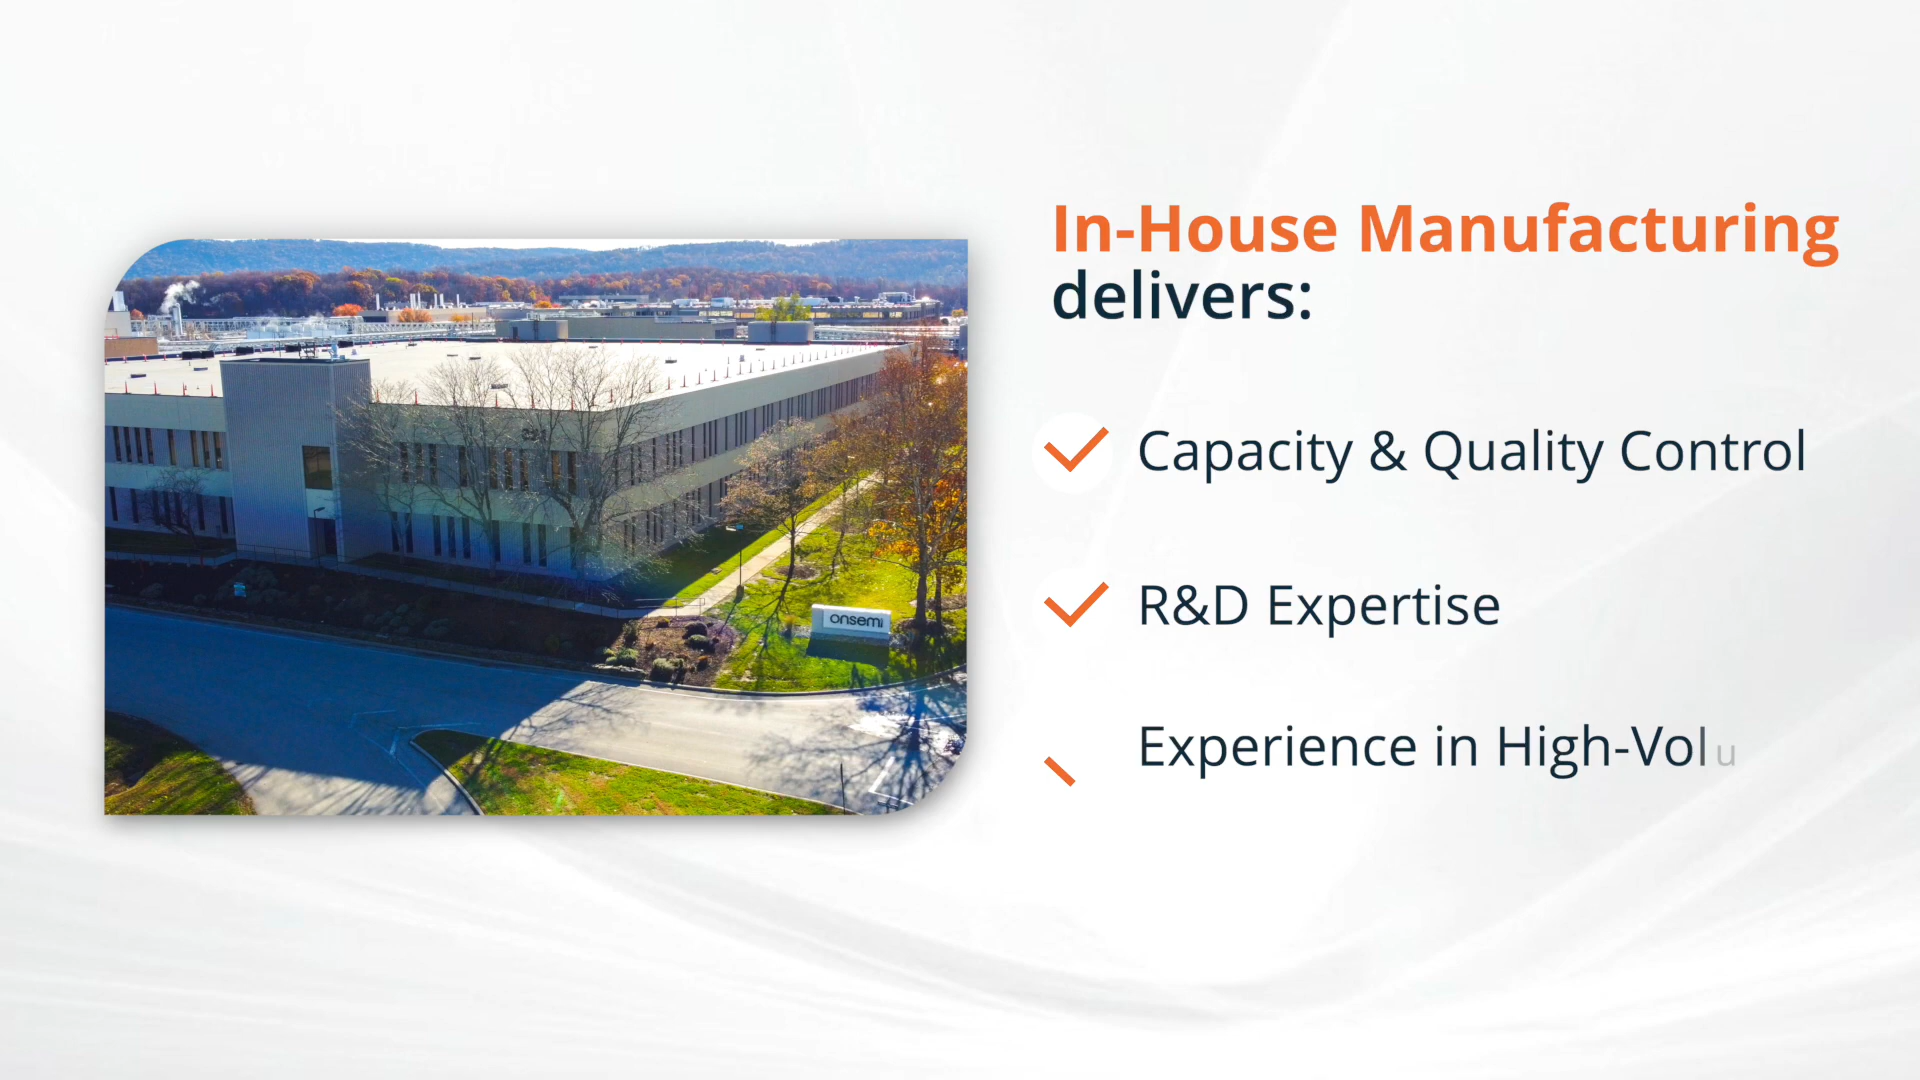 In-House Manufacturing
delivers:
Capacity & Quality Control
R&D Expertise
Experience in High-Volu
onsemi